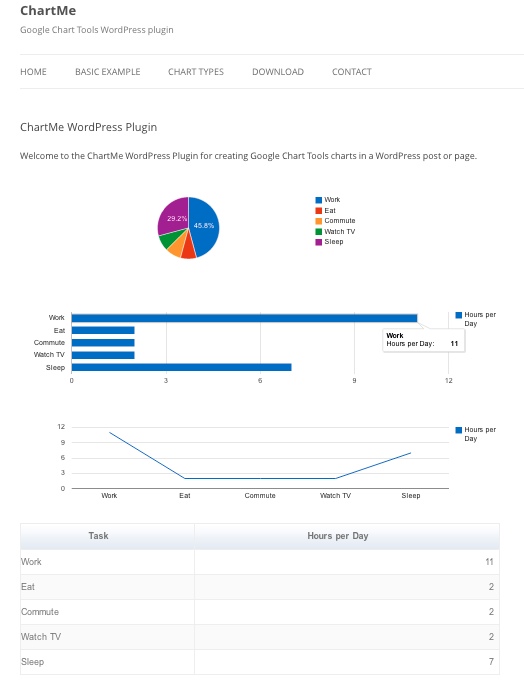 ChartMe
Google Chart Tools WordPress plugin
HOME BASIC EXAMPLE CHART TYPES DOWNLOAD CONTACT
ChartMe WordPress Plugin
Welcome to the ChartMe WordPress Plugin for creating Google Chart Tools charts in a WordPress post or page.
29.2% 45.8%
Work
Eat
Commute
Watch TV
Sleep
Work
Eat
Commute
Watch TV
Sleep
0 3 6 9 12
Hours per
Day
Work
Hours per Day: 11
12
9
6
3
0
Work Eat Commute Watch TV Sleep
Hours per
Day
Task Hours per Day
Work 11
Eat 2
Commute 2
Watch TV 2
Sleep 7